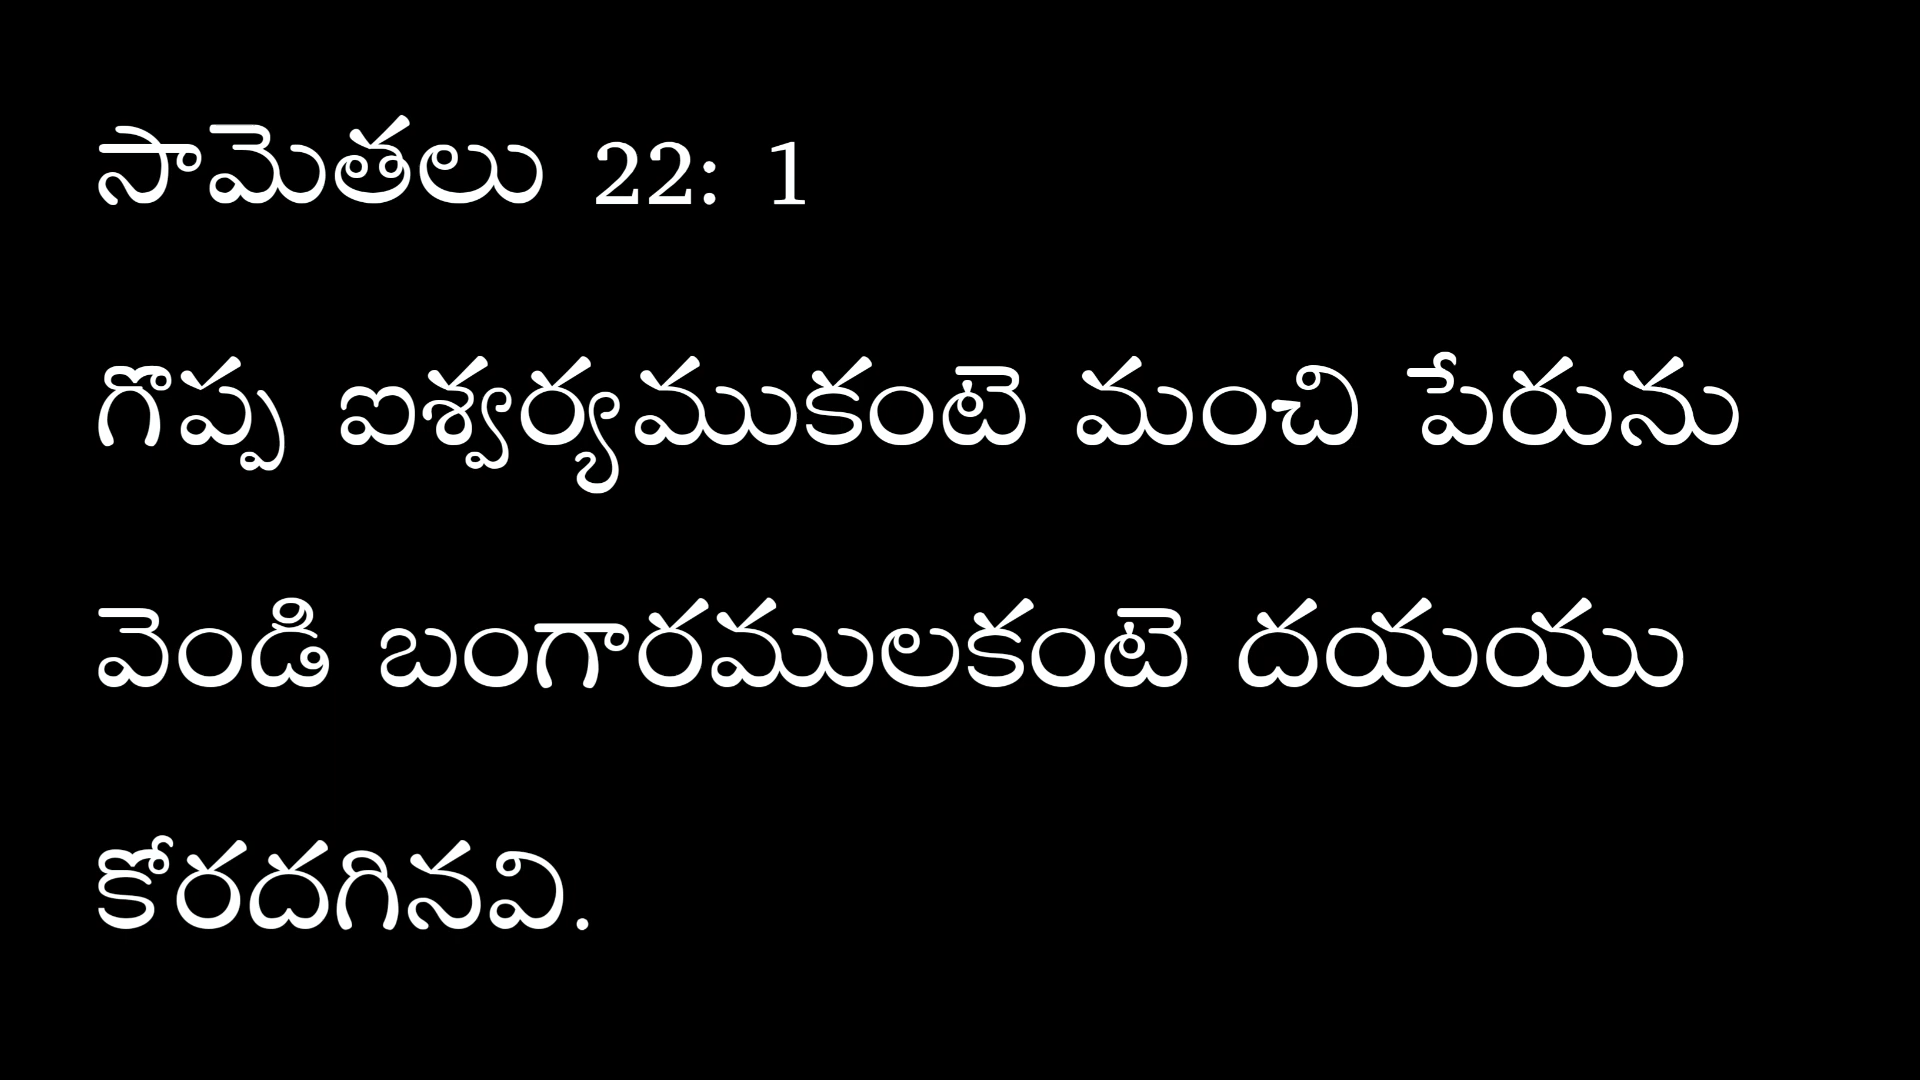 సామెతలు 22: 1
గొప్ప ఐశ్వర్యముకంటె మంచి పేరును
వెండి బంగారములకంటె దయయు
కోరదగినవి.